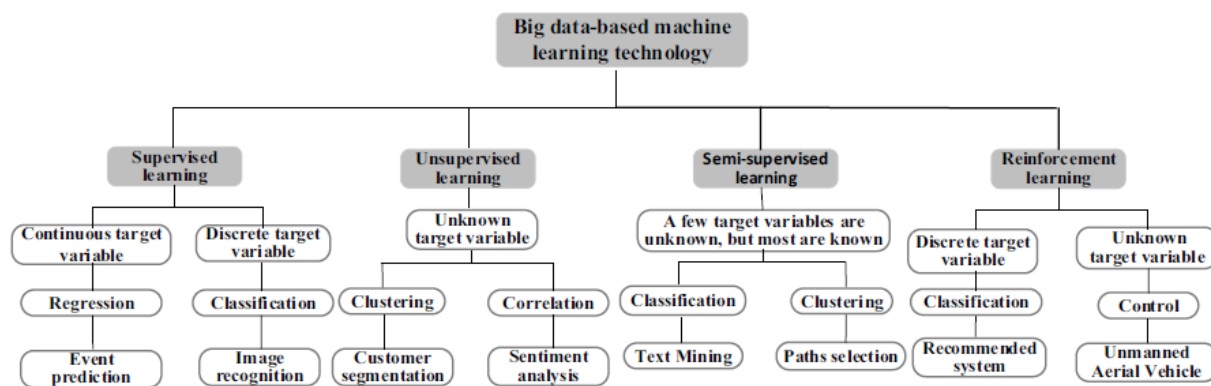 Big data-based machine
learning technology
Supervised
learning
Unsupervised
learning
Semi-supervised
learning
Reinforcement
learning
Continuous target
variable
Discrete target
variable
Unknown
target variable
A few target variables are
unknown, but most are known
Discrete target
variable
Unknown
target variable
Regression
Classification
Clustering
Correlation
Classification
Clustering
Classification
Control
Event
prediction
Image
recognition
Customer
segmentation
Sentiment
analysis
Text Mining
Paths selection
Recommended
system
Unmanned
Aerial Vehicle